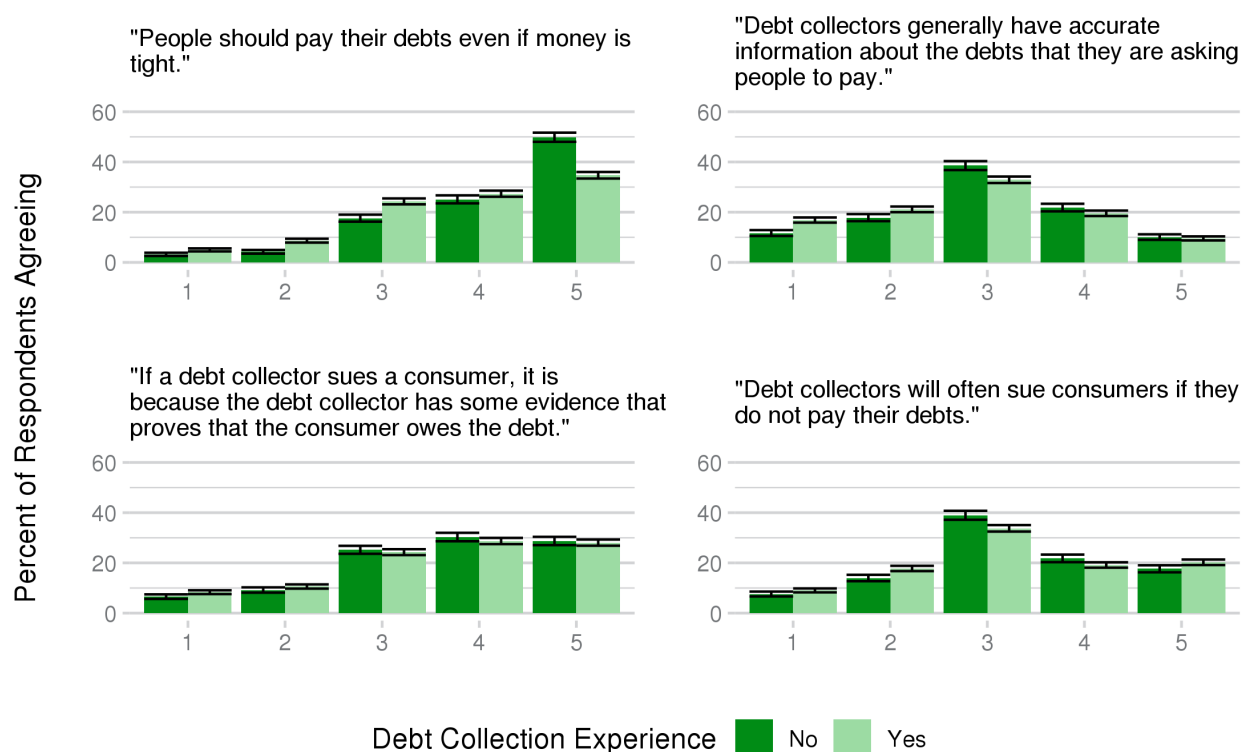 "People should pay their debts even if money is
tight."
60
40
20
0
1 2 3 4 5
"Debt collectors generally have accurate
information about the debts that they are asking
people to pay."
60
40
20
0
1 2 3 4 5
Percent of Respondents Agreeing
"If a debt collector sues a consumer, it is
because the debt collector has some evidence that
proves that the consumer owes the debt."
60
40
20
0
1 2 3 4 5
"Debt collectors will often sue consumers if they
do not pay their debts."
60
40
20
0
1 2 3 4 5
Debt Collection Experience No Yes